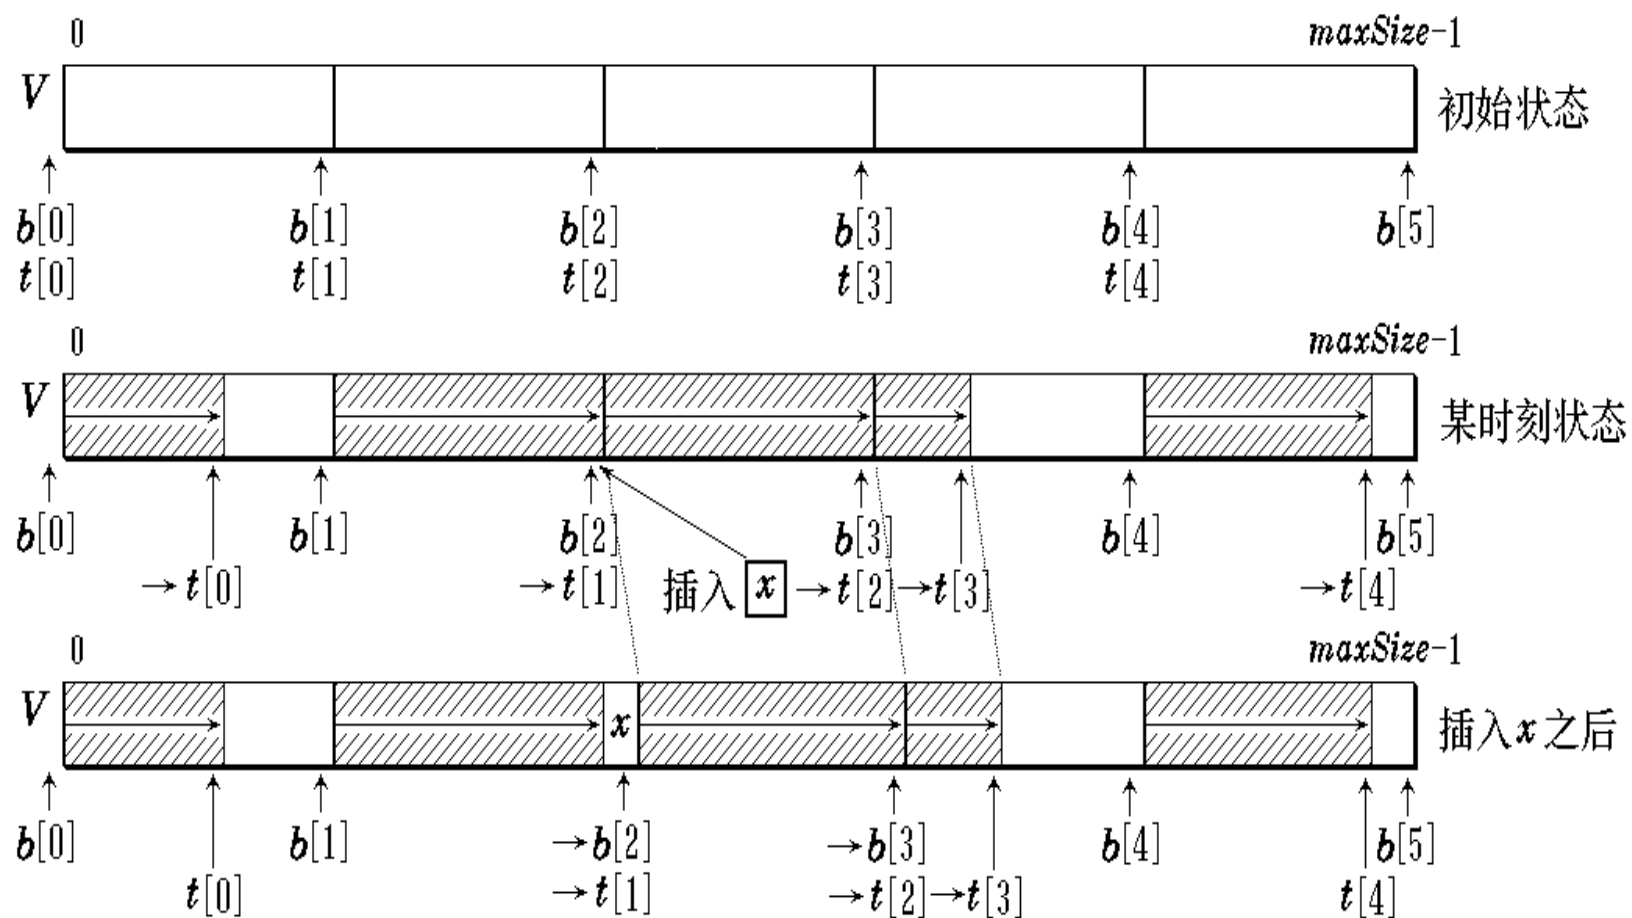 0 maxSize-1
V 初始状态
b[0] b[1] b[2] b[3] b[4] b[5]
t[0] t[1] t[2] t[3] t[4]
0 maxSize-1
V 某时刻状态
b[0] b[1] b[2] b[3] b[4] b[5]
→t[0] →t[1] 插入 x →t[2] →t[3] →t[4]
0 maxSize-1
V x 插入x之后
b[0] b[1] →b[2] →b[3] b[4] b[5]
t[0] →t[1] →t[2] →t[3] t[4]